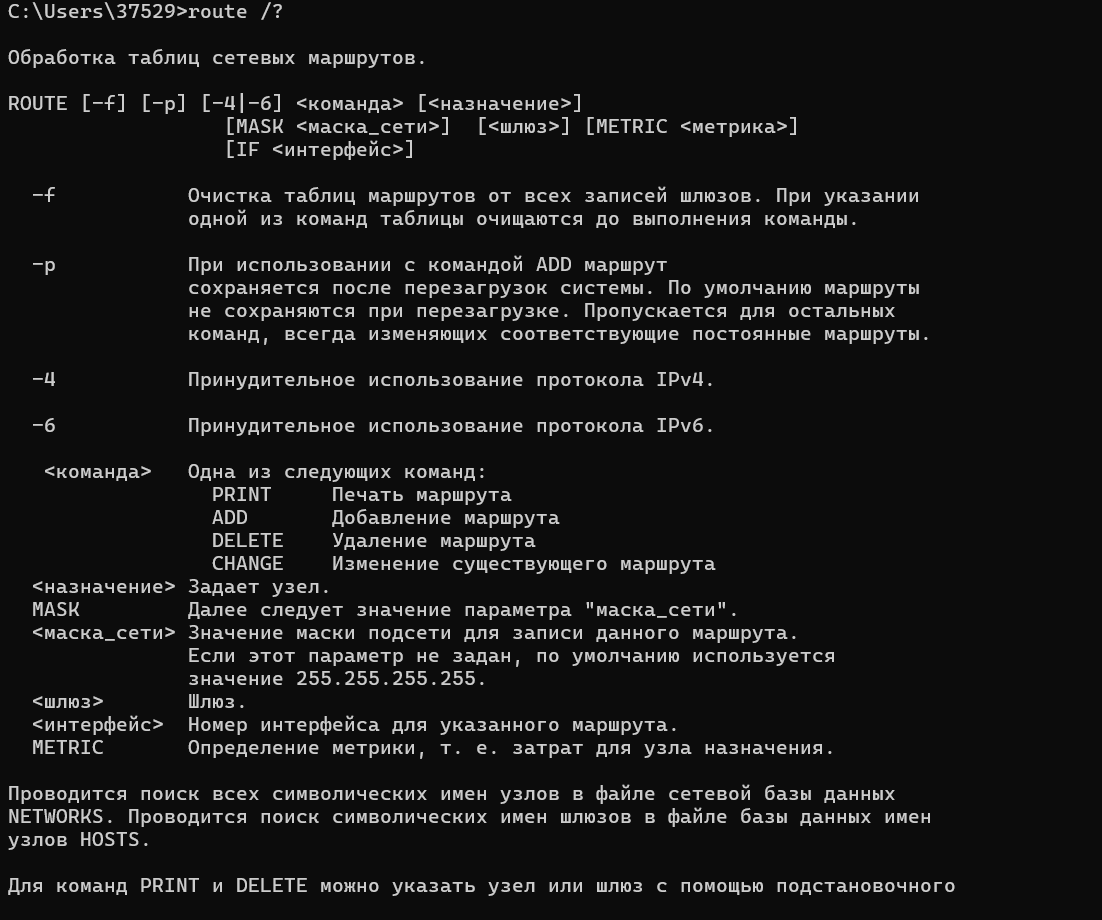 C:\Users\37529>route /?
Обработка таблиц сетевых маршрутов.
ROUTE [-f] [-p] [-4|-6] <команда> [<назначение>]
[MASK <маска_сети>]  [<шлюз>] [METRIC <метрика>]
[IF <интерфейс>]
-f           Очистка таблиц маршрутов от всех записей шлюзов. При указании
одной из команд таблицы очищаются до выполнения команды.
-p           При использовании с командой ADD маршрут
сохраняется после перезагрузок системы. По умолчанию маршруты
не сохраняются при перезагрузке. Пропускается для остальных
команд, всегда изменяющих соответствующие постоянные маршруты.
-4           Принудительное использование протокола IPv4.
-6           Принудительное использование протокола IPv6.
<команда>   Одна из следующих команд:
PRINT     Печать маршрута
ADD       Добавление маршрута
DELETE    Удаление маршрута
CHANGE    Изменение существующего маршрута
<назначение> Задает узел.
MASK         Далее следует значение параметра "маска_сети".
<маска_сети> Значение маски подсети для записи данного маршрута.
Если этот параметр не задан, по умолчанию используется
значение 255.255.255.255.
<шлюз>       Шлюз.
<интерфейс>  Номер интерфейса для указанного маршрута.
METRIC       Определение метрики, т. е. затрат для узла назначения.
Проводится поиск всех символических имен узлов в файле сетевой базы данных
NETWORKS. Проводится поиск символических имен шлюзов в файле базы данных имен
узлов HOSTS.
Для команд PRINT и DELETE можно указать узел или шлюз с помощью подстановочного